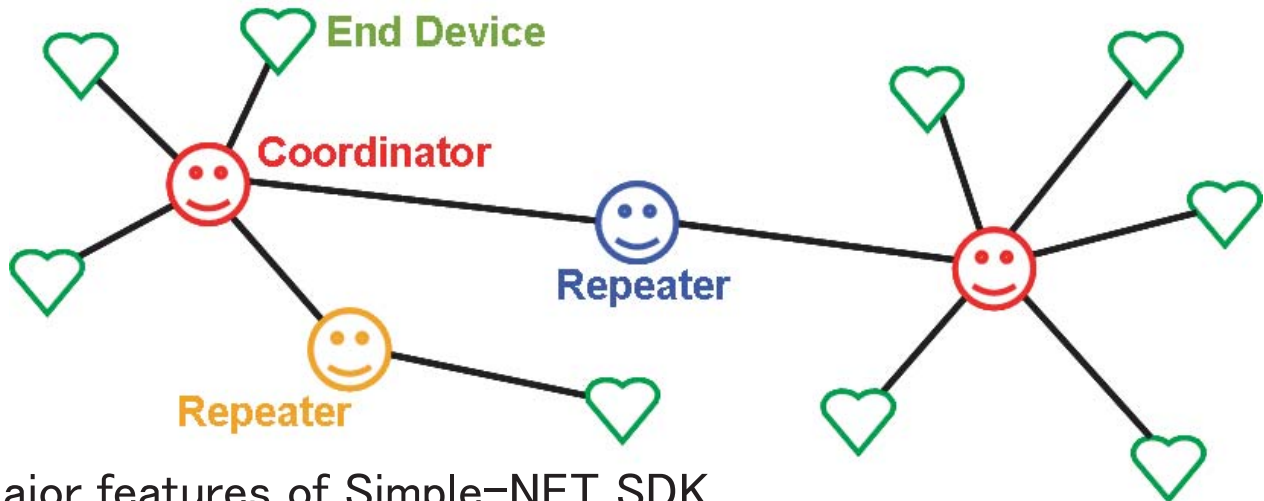 End Device
Coordinator
Repeater
Repeater
ajor features of Simple-NET SDK